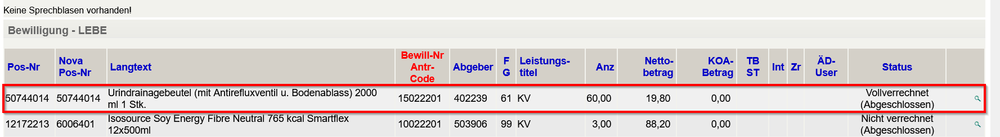 Keine Sprechblasen vorhanden!
Bewilligung - LEBE
Pos-Nr Nova Pos-Nr Langtext Bewill-Nr Antr-Code Abgeber F G Leistungs-titel Anz Netto-betrag KOA-Betrag TB ST Int Zr ÄD-User Status
50744014 50744014 Urindrainagebeutel (mit Antirefluxventil u. Bodenablass) 2000 ml 1 Stk. 15022201 402239 61 KV 60,00 19,80 0,00 Vollverrechnet (Abgeschlossen)
12172213 6006401 Isosource Soy Energy Fibre Neutral 765 kcal Smartflex 12x500ml 10022201 503906 99 KV 3,00 88,20 0,00 Nicht verrechnet (Abgeschlossen)